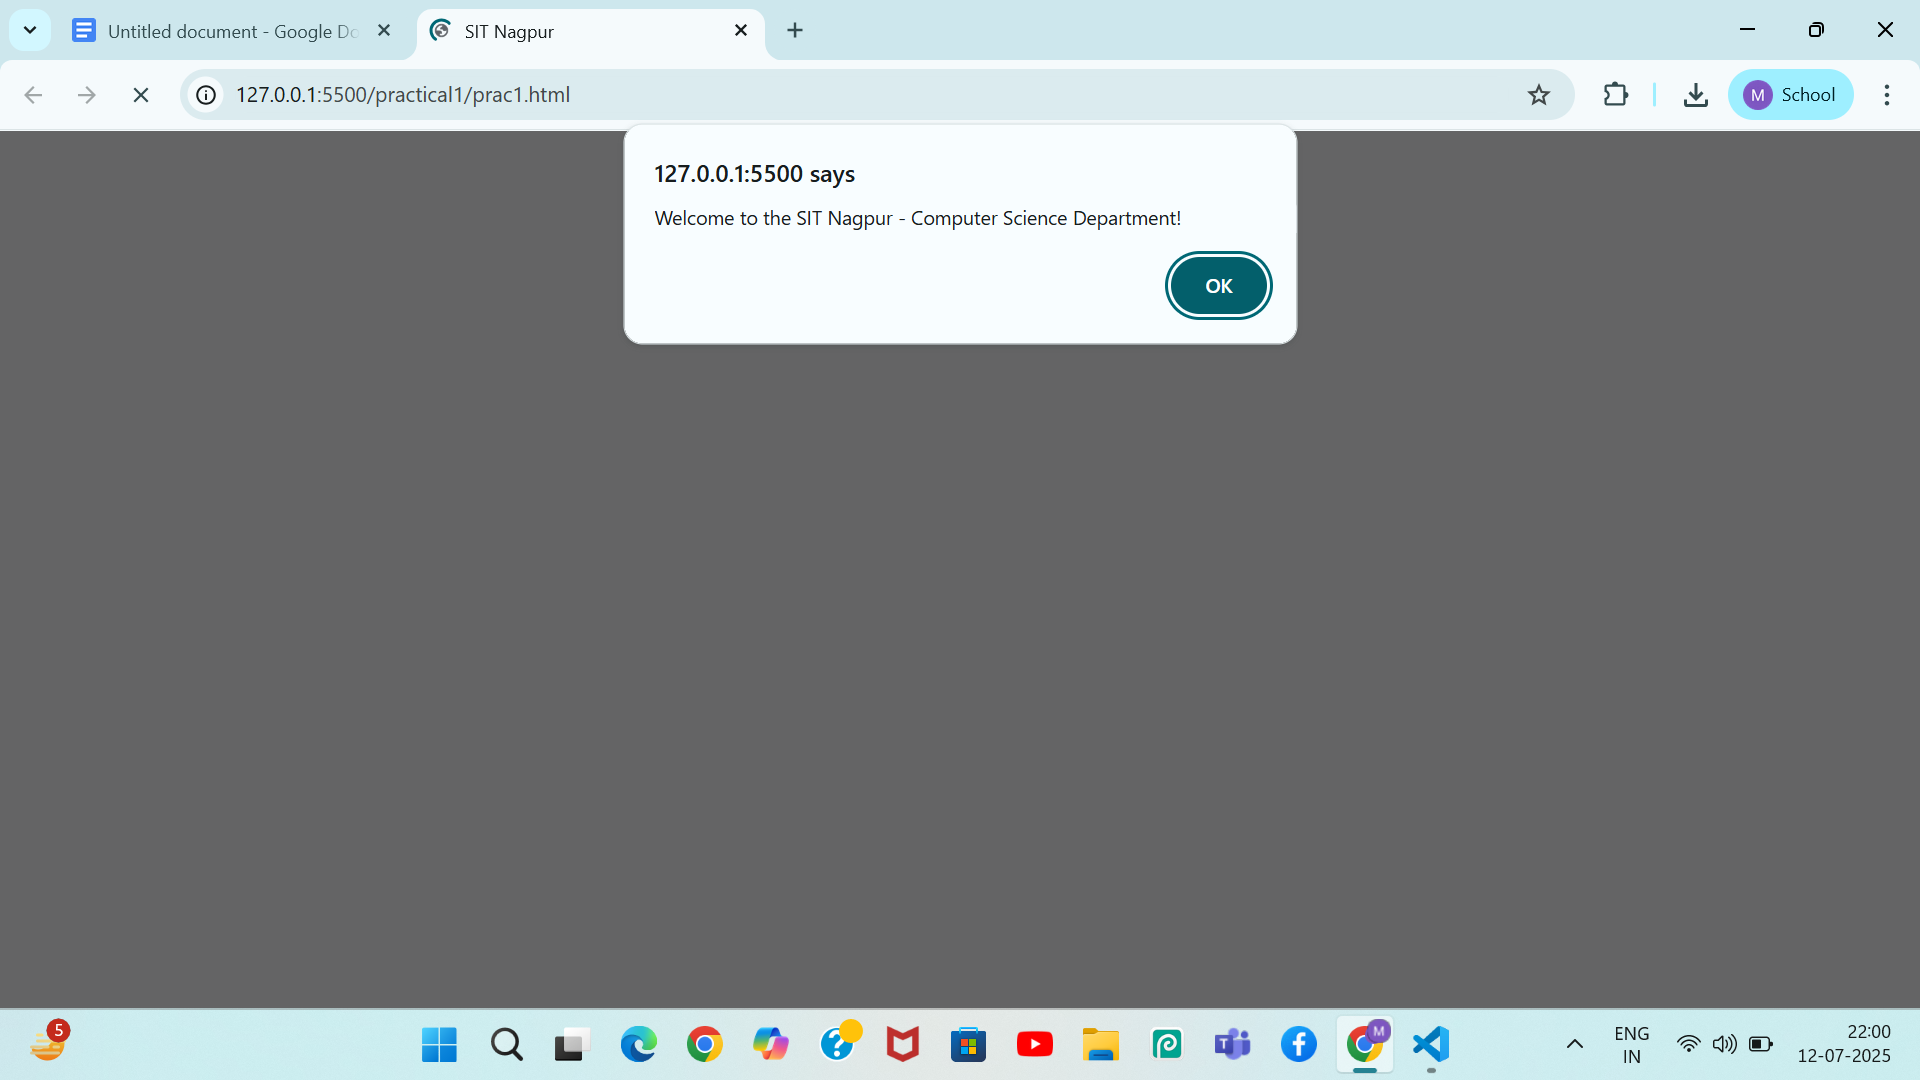 Untitled document - Google Do
SIT Nagpur
127.0.0.1:5500/practical1/prac1.html
M
School
127.0.0.1:5500 says
Welcome to the SIT Nagpur - Computer Science Department!
OK
5
M
ENG
IN
22:00
12-07-2025